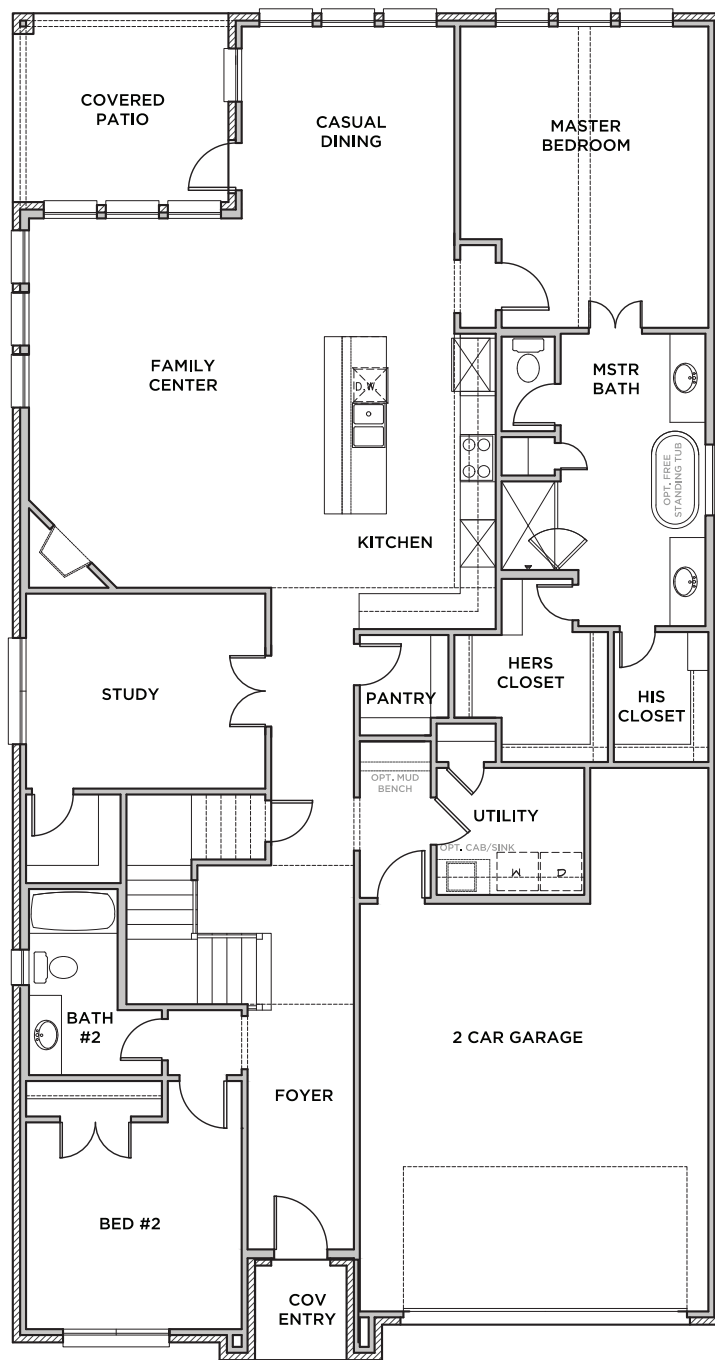 COVERED
PATIO
CASUAL
DINING
MASTER
BEDROOM
FAMILY
CENTER
D.W.
MSTR
BATH
OPT. FREE
STANDING TUB
KITCHEN
STUDY
PANTRY
HERS
CLOSET
HIS
CLOSET
OPT. MUD
BENCH
UTILITY
OPT. CAB/SINK
W
D
BATH
#2
2 CAR GARAGE
FOYER
BED #2
COV
ENTRY